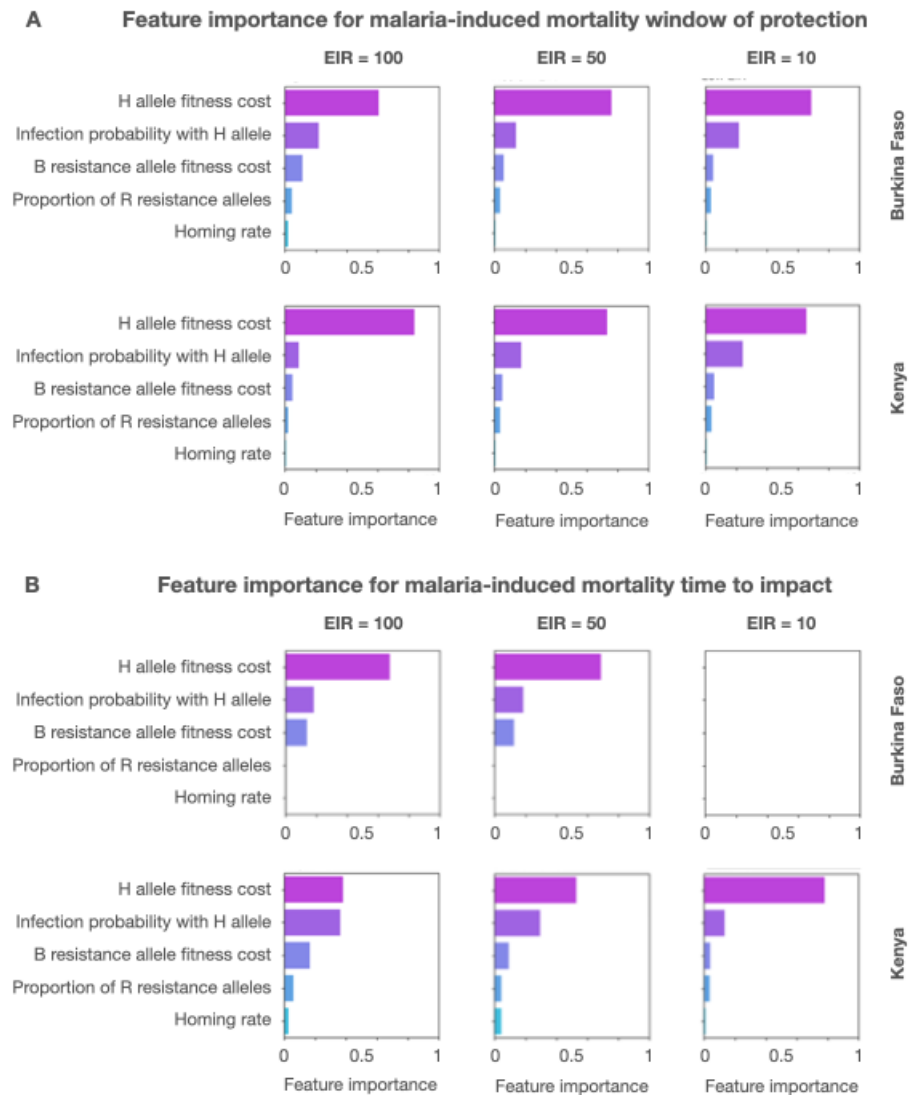 A Feature importance for malaria-induced mortality window of protection
EIR = 100 EIR = 50 EIR = 10
H allele fitness cost
Infection probability with H allele
B resistance allele fitness cost
Proportion of R resistance alleles
Homing rate
Burkina Faso
0 0.5 1 0 0.5 1 0 0.5 1
H allele fitness cost
Infection probability with H allele
B resistance allele fitness cost
Proportion of R resistance alleles
Homing rate
Kenya
0 0.5 1 0 0.5 1 0 0.5 1
Feature importance Feature importance Feature importance
B Feature importance for malaria-induced mortality time to impact
EIR = 100 EIR = 50 EIR = 10
H allele fitness cost
Infection probability with H allele
B resistance allele fitness cost
Proportion of R resistance alleles
Homing rate
Burkina Faso
0 0.5 1 0 0.5 1 0 0.5 1
H allele fitness cost
Infection probability with H allele
B resistance allele fitness cost
Proportion of R resistance alleles
Homing rate
Kenya
0 0.5 1 0 0.5 1 0 0.5 1
Feature importance Feature importance Feature importance